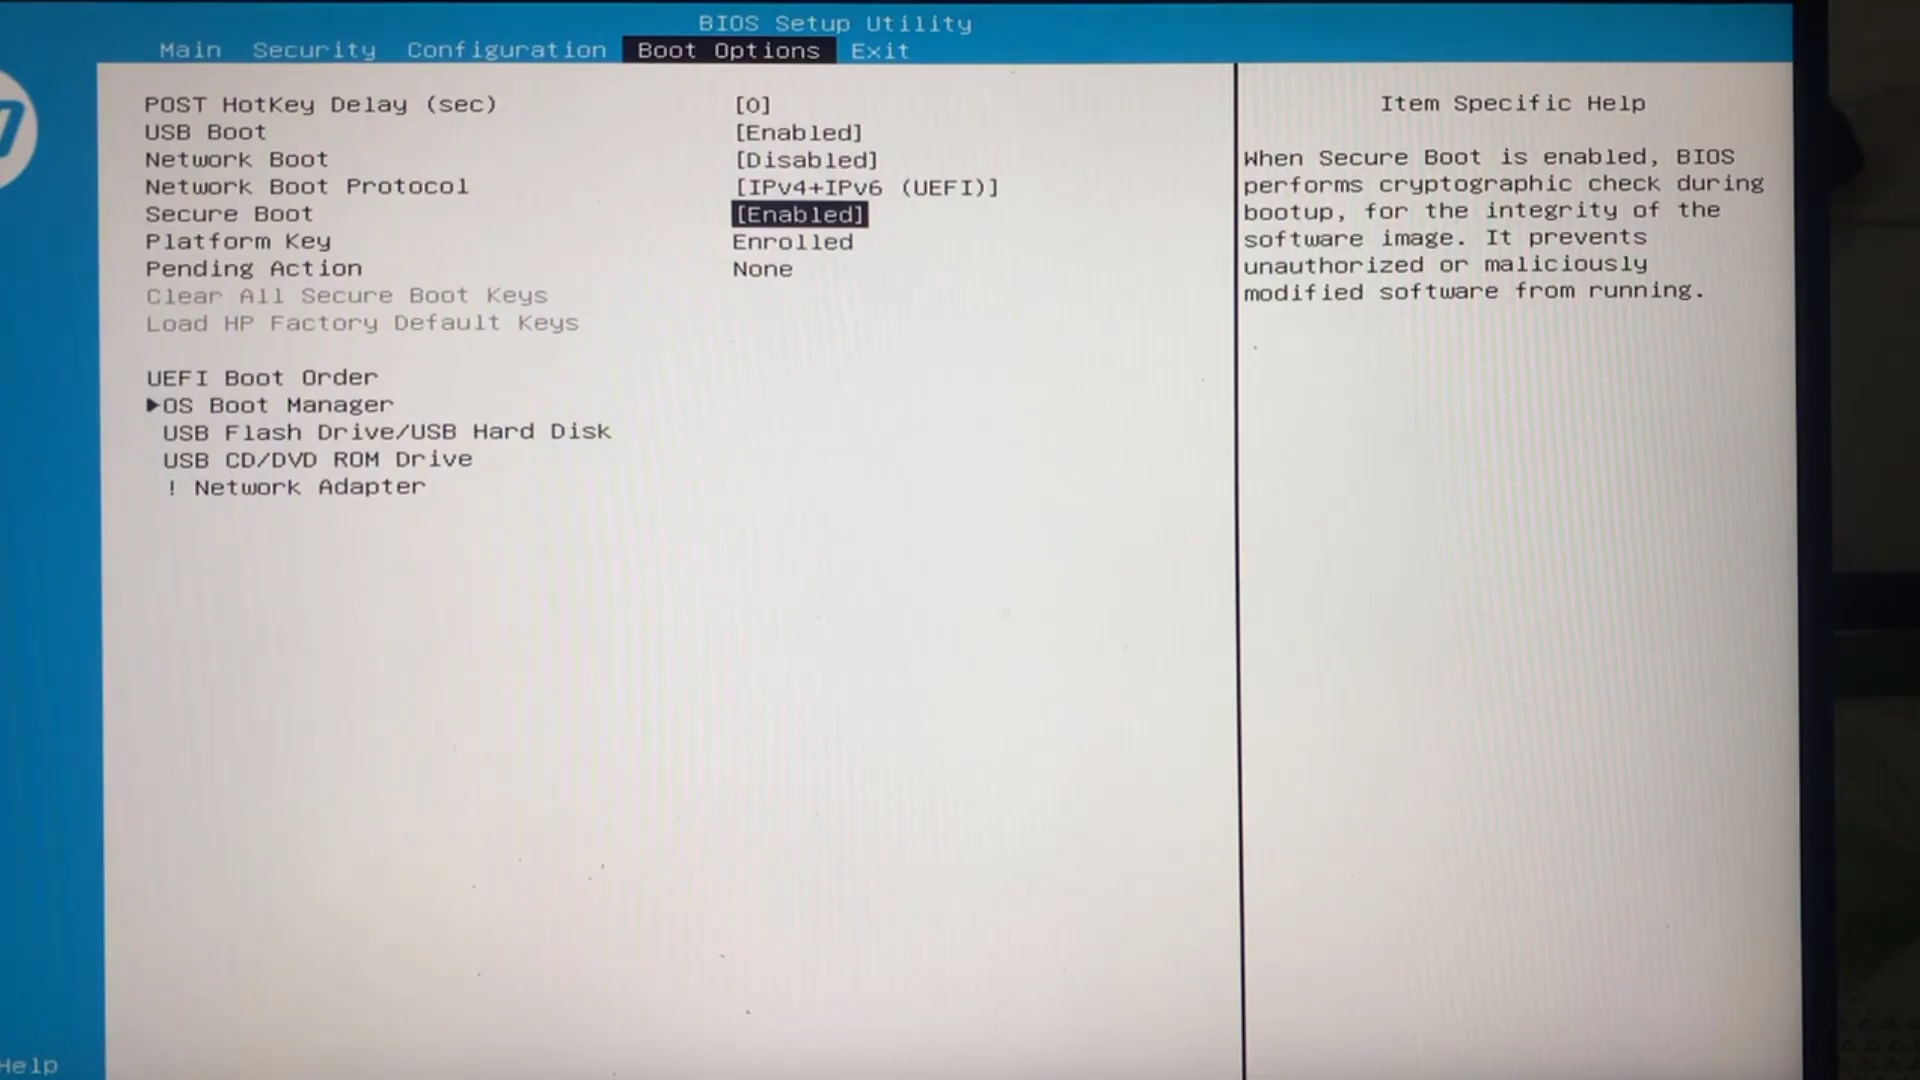 BIOS Setup Utility
Main Security Configuration Boot Options Exit
POST HotKey Delay (sec) [0]
USB Boot [Enabled]
Network Boot [Disabled]
Network Boot Protocol [IPv4+IPv6 (UEFI)]
Secure Boot [Enabled]
Platform Key Enrolled
Pending Action None
Clear All Secure Boot Keys
Load HP Factory Default Keys
UEFI Boot Order
▶OS Boot Manager
USB Flash Drive/USB Hard Disk
USB CD/DVD ROM Drive
! Network Adapter
Item Specific Help
When Secure Boot is enabled, BIOS
performs cryptographic check during
bootup, for the integrity of the
software image. It prevents
unauthorized or maliciously
modified software from running.
Help